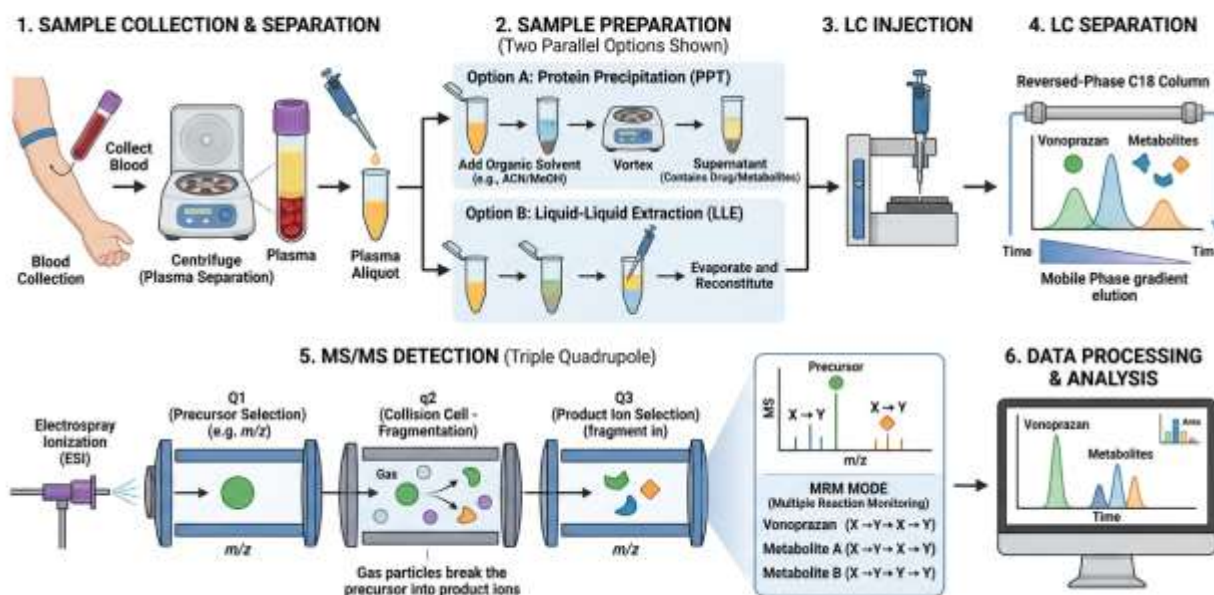 1. SAMPLE COLLECTION & SEPARATION
Collect
Blood
Blood
Collection
Centrifuge
(Plasma Separation)
Plasma
Plasma
Aliquot
2. SAMPLE PREPARATION
(Two Parallel Options Shown)
Option A: Protein Precipitation (PPT)
Add Organic Solvent
(e.g., ACN/MeOH)
Vortex
Supernatant
(Contains Drug/Metabolites)
Option B: Liquid-Liquid Extraction (LLE)
Evaporate and
Reconstitute
3. LC INJECTION
4. LC SEPARATION
Reversed-Phase C18 Column
Vonoprazan
Metabolites
Time
Tim
Mobile Phase gradient
elution
5. MS/MS DETECTION (Triple Quadrupole)
Electrospray
Ionization
(ESI)
Q1
(Precursor Selection)
(e.g. m/z)
m/z
q2
(Collision Cell -
Fragmentation)
Gas
Gas particles break the
precursor into product ions
Q3
(Product Ion Selection)
(fragment in)
m/z
Precursor
MS
X → Y
X → Y
m/z
MRM MODE
(Multiple Reaction Monitoring)
Vonoprazan (X → Y → X → Y)
Metabolite A (X → Y → X → Y)
Metabolite B (X → Y → Y → Y)
6. DATA PROCESSING
& ANALYSIS
Vonoprazan
Area
Metabolites
Time